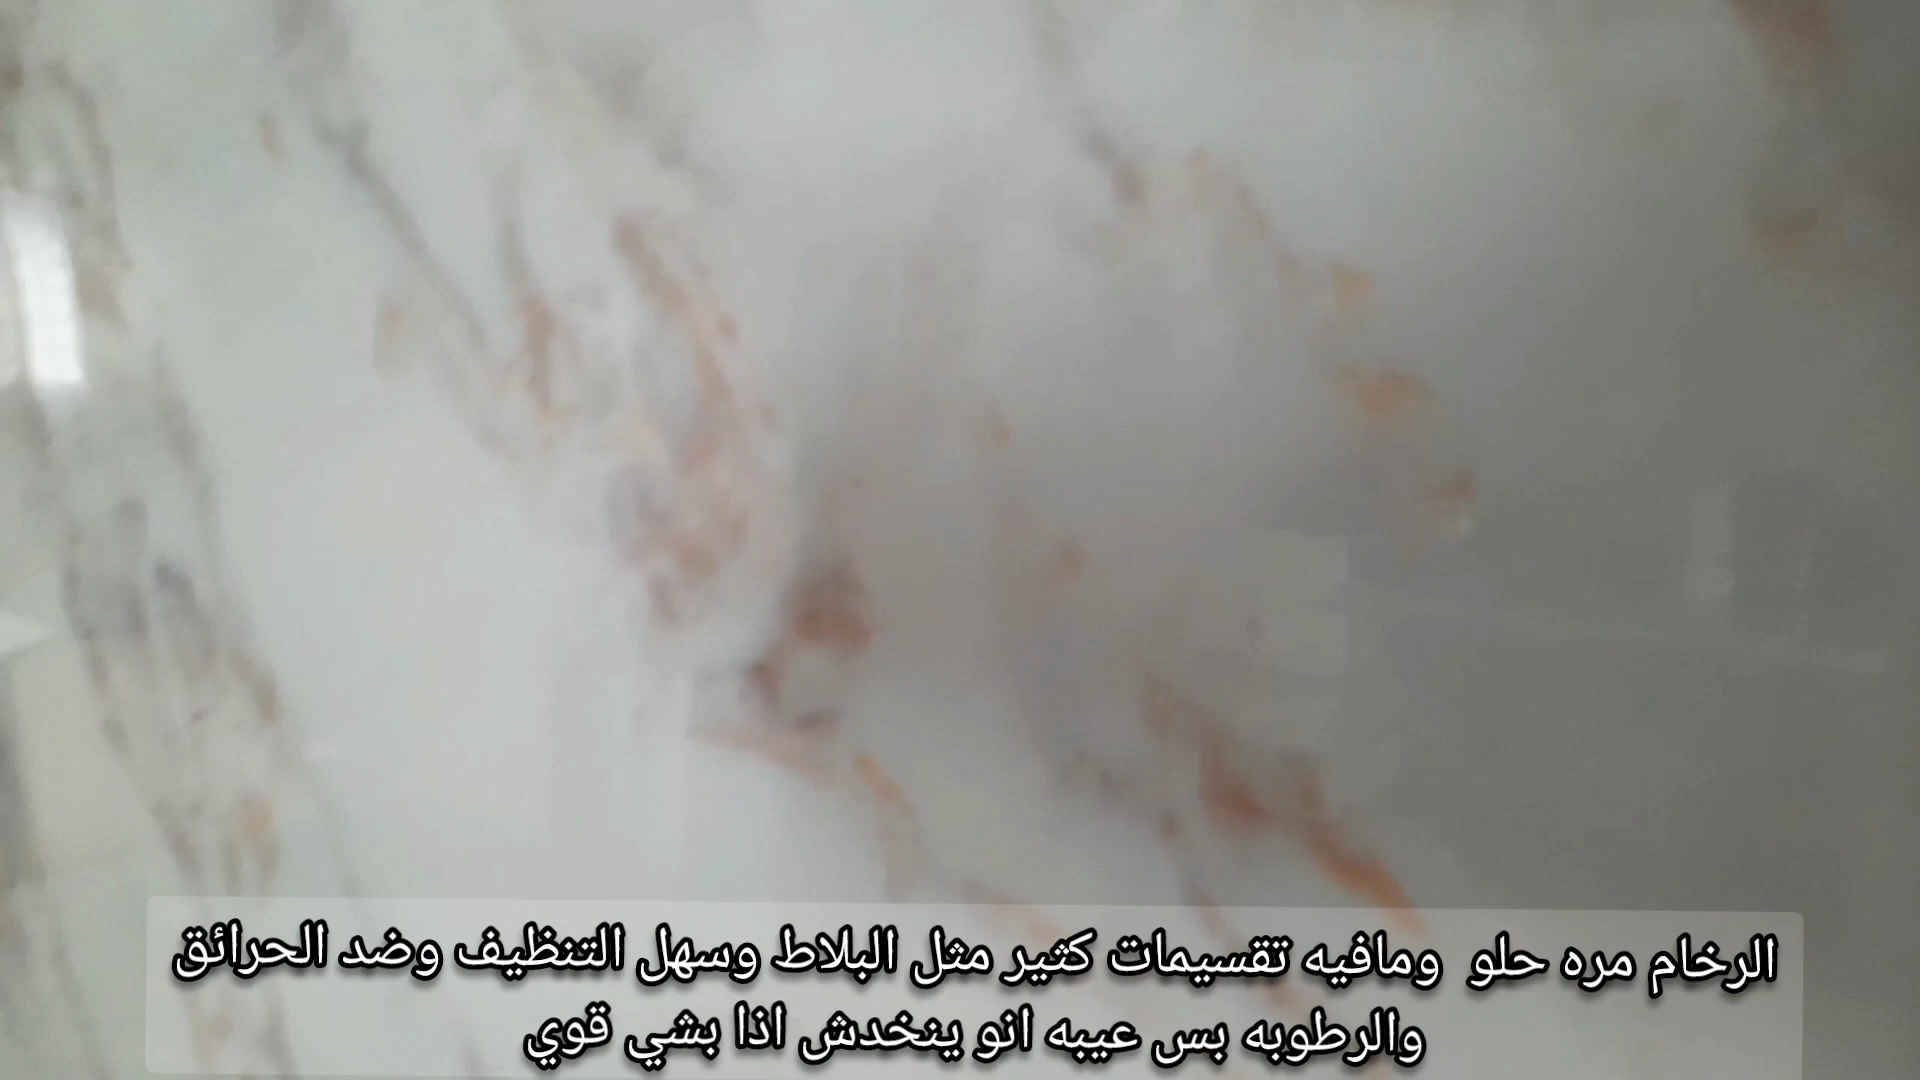 الرخام مره حلو  ومافيه تقسيمات كثير مثل البلاط وسهل التنظيف وضد الحرائق
والرطوبه بس عيبه انو ينخدش اذا بشي قوي